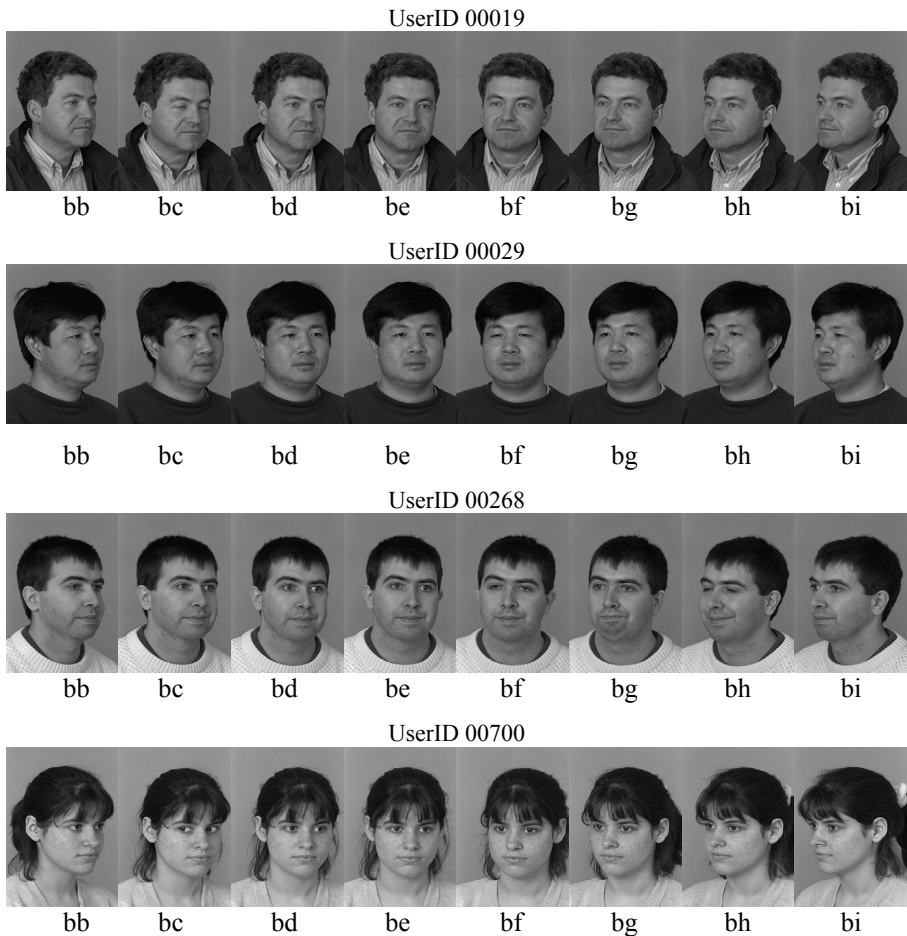 UserID 00019
bb bc bd be bf bg bh bi
UserID 00029
bb bc bd be bf bg bh bi
UserID 00268
bb bc bd be bf bg bh bi
UserID 00700
bb bc bd be bf bg bh bi